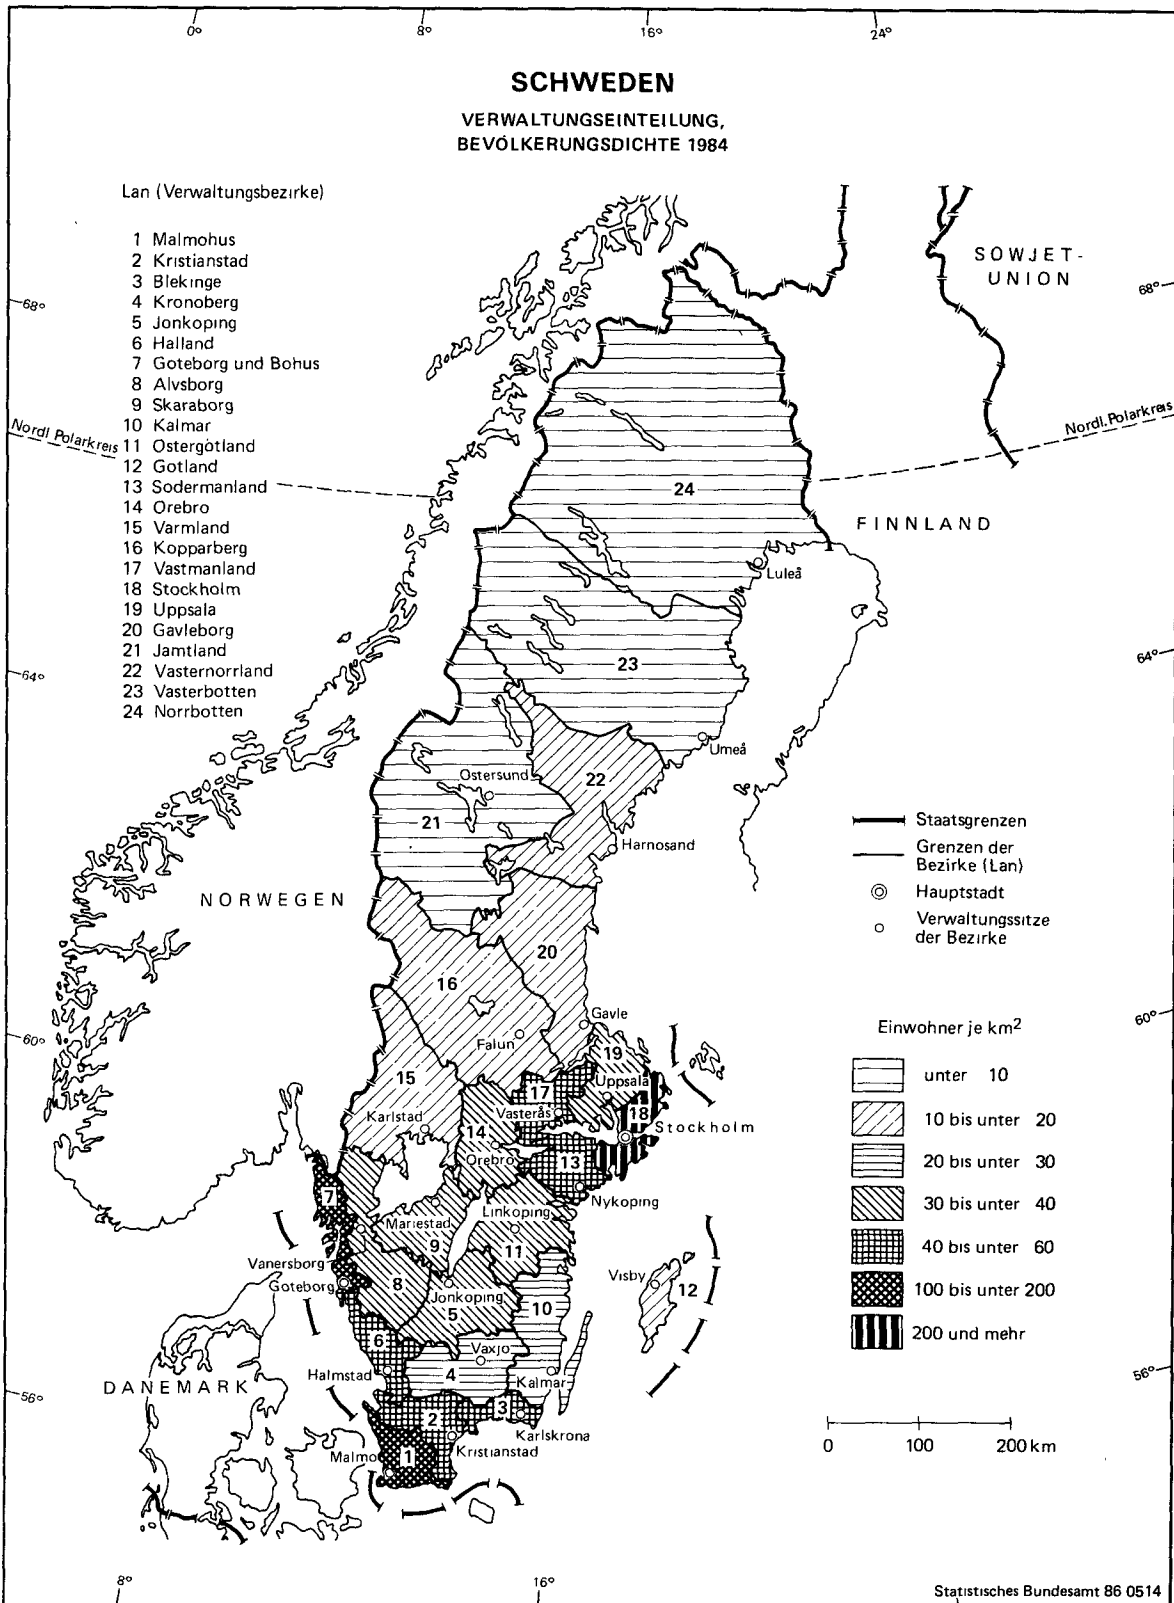 0° 8° 16° 24°
SCHWEDEN
VERWALTUNGSEINTEILUNG,
BEVÖLKERUNGSDICHTE 1984
Lan (Verwaltungsbezirke)
1 Malmohus
2 Kristianstad
3 Blekinge
4 Kronoberg
5 Jonkoping
6 Halland
7 Goteborg und Bohus
8 Alvsborg
9 Skaraborg
10 Kalmar
11 Ostergötland
12 Gotland
13 Sodermanland
14 Orebro
15 Varmland
16 Kopparberg
17 Vastmanland
18 Stockholm
19 Uppsala
20 Gavleborg
21 Jamtland
22 Vasternorrland
23 Vasterbotten
24 Norrbotten
SOWJET-
UNION
68°
68°
Nordl Polarkreis
Nordl. Polarkreis
24
FINNLAND
Luleå
23
64°
64°
Umeå
22
Ostersund
21
Harnosand
NORWEGEN
20
16
Gavle
Falun
60°
60°
19
15
17
Uppsala
Karlstad
Vasterås
18
Stockholm
14
Orebro
13
7
Nykoping
Mariestad
Linkoping
9
11
Vanersborg
Goteborg
8
Jonkoping
5
10
Visby
12
6
Vaxjo
Halmstad
4
Kalmar
DANEMARK
56°
56°
2
3
Karlskrona
Kristianstad
Malmo
1
Staatsgrenzen
Grenzen der
Bezirke (Lan)
Hauptstadt
Verwaltungssitze
der Bezirke
Einwohner je km²
unter 10
10 bis unter 20
20 bis unter 30
30 bis unter 40
40 bis unter 60
100 bis unter 200
200 und mehr
0 100 200 km
8° 16°
Statistisches Bundesamt 86 0514